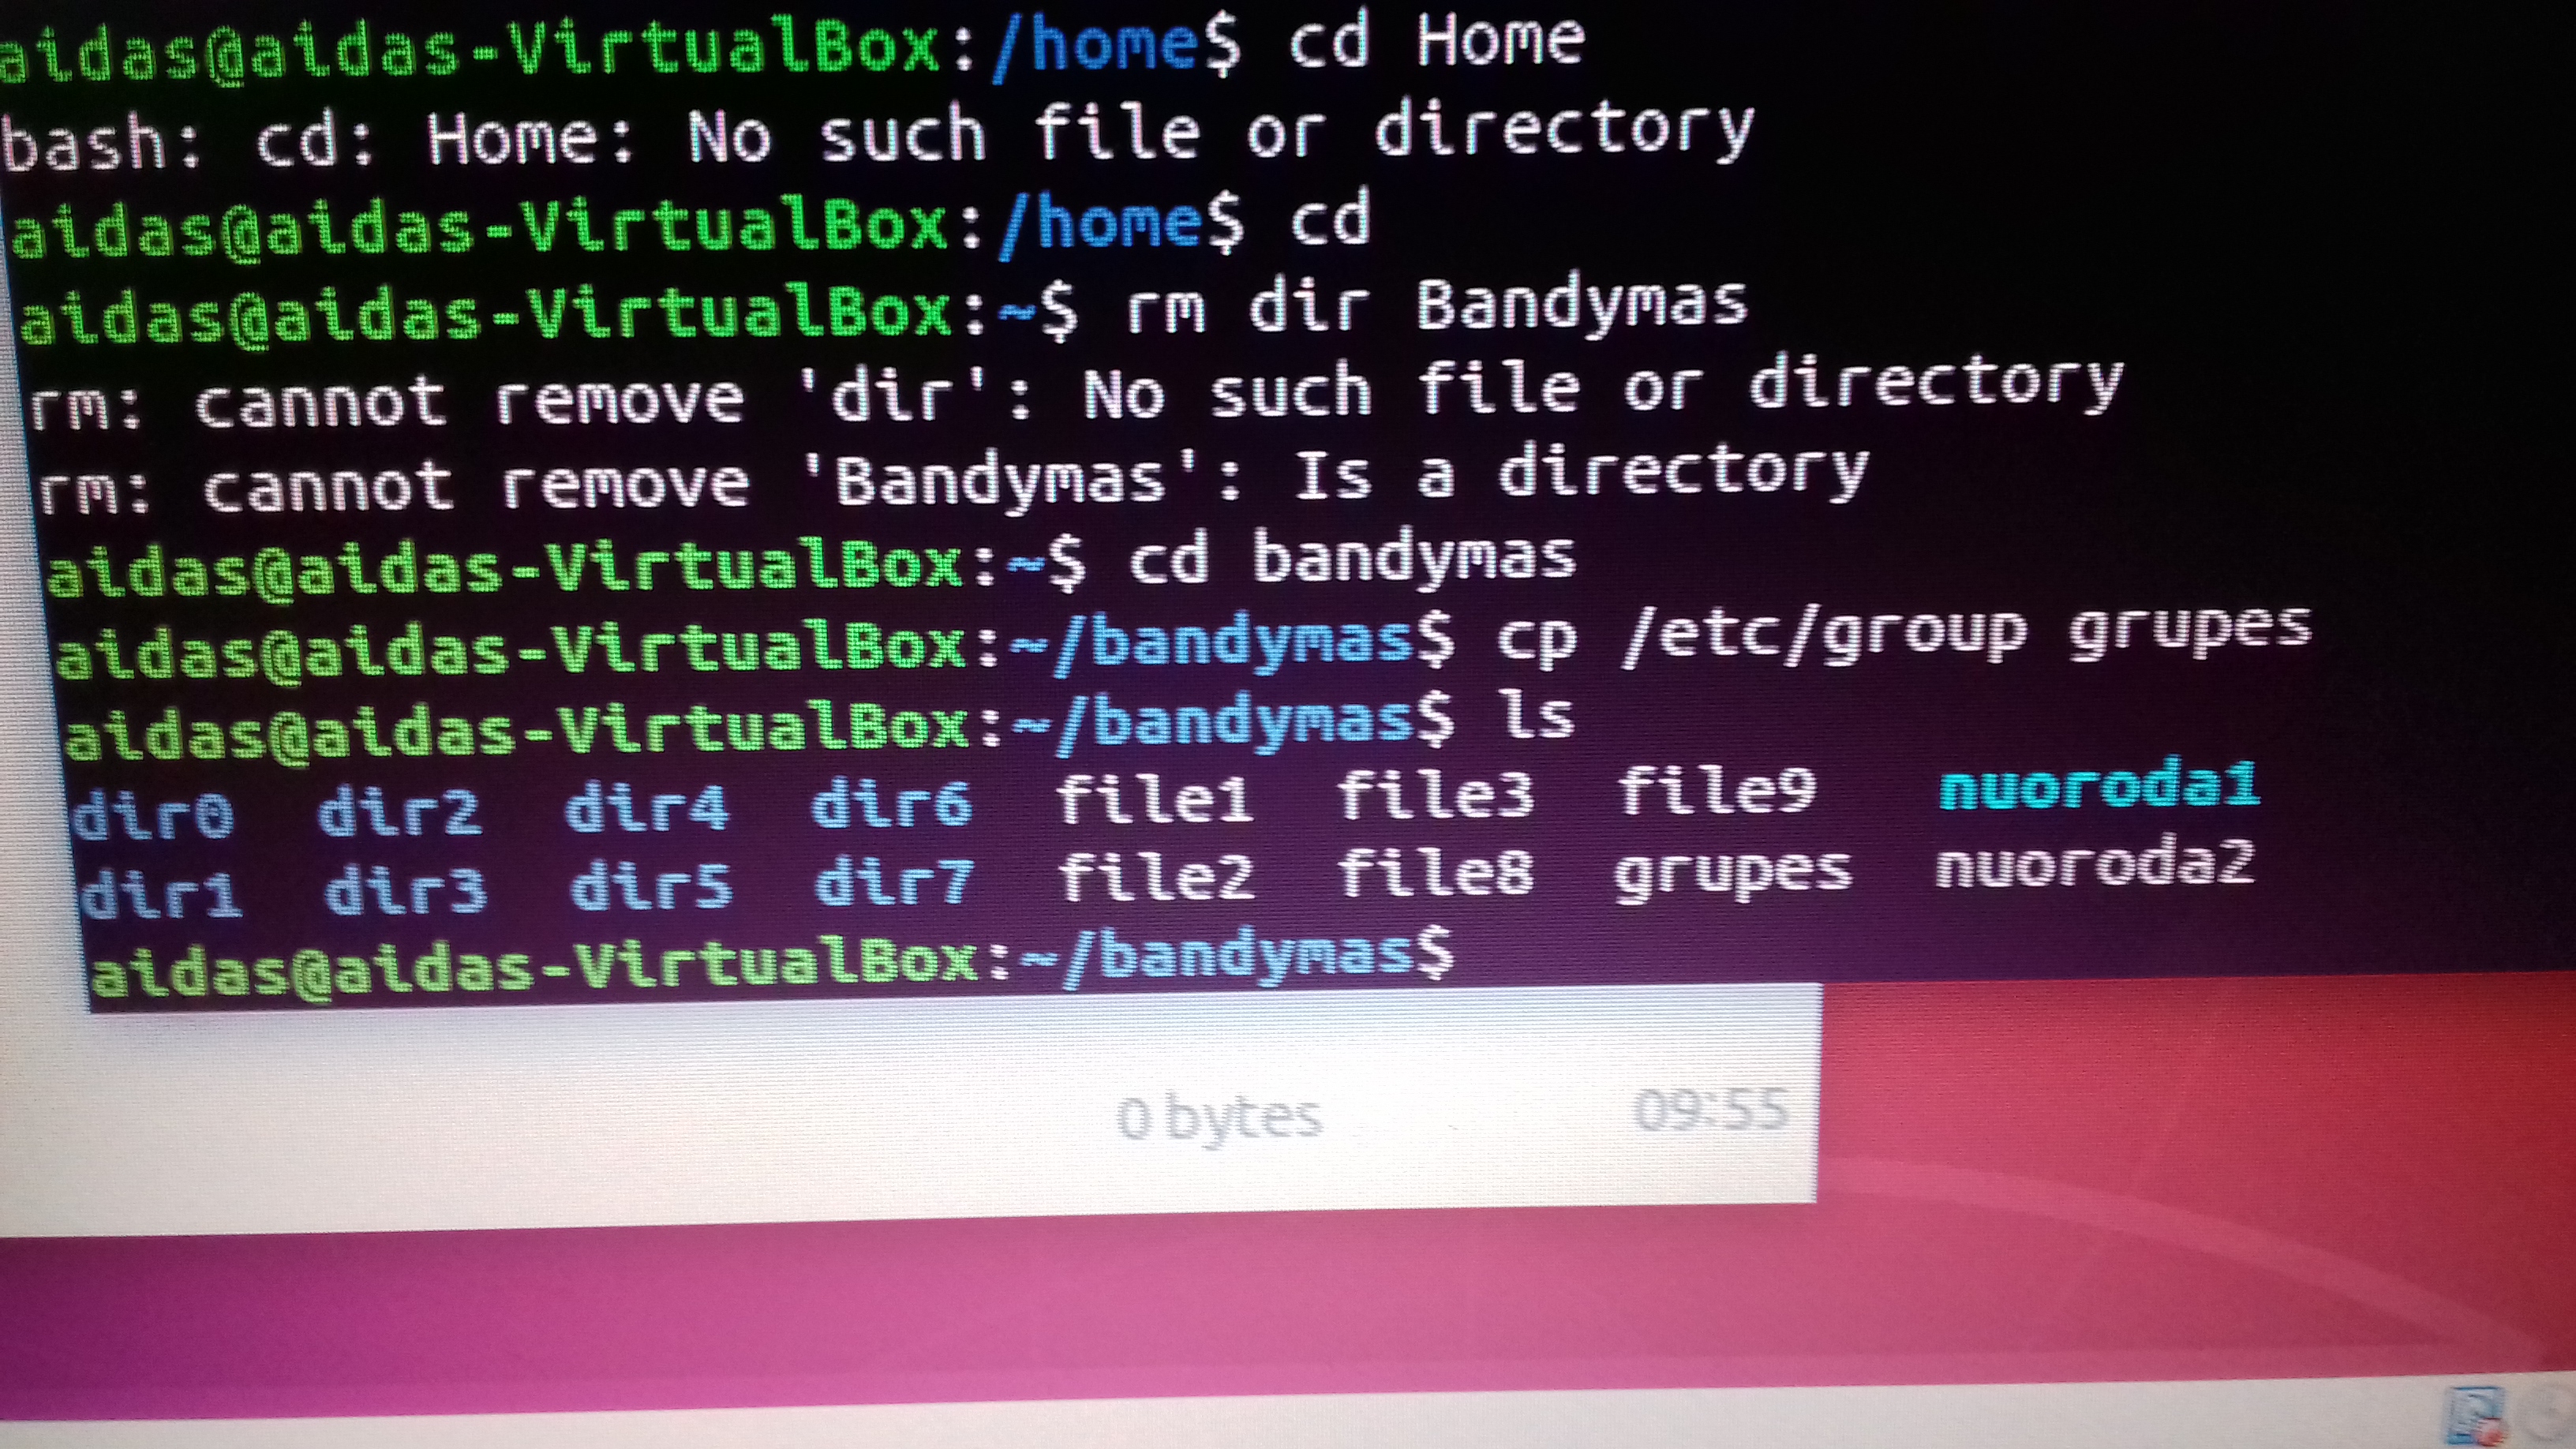 aidas@aidas-VirtualBox:/home$ cd Home
bash: cd: Home: No such file or directory
aidas@aidas-VirtualBox:/home$ cd
aidas@aidas-VirtualBox:~$ rm dir Bandymas
rm: cannot remove 'dir': No such file or directory
rm: cannot remove 'Bandymas': Is a directory
aidas@aidas-VirtualBox:~$ cd bandymas
aidas@aidas-VirtualBox:~/bandymas$ cp /etc/group grupes
aidas@aidas-VirtualBox:~/bandymas$ ls
dir0 dir2 dir4 dir6 file1 file3 file9 nuoroda1
dir1 dir3 dir5 dir7 file2 file8 grupes nuoroda2
aidas@aidas-VirtualBox:~/bandymas$
0 bytes 09:55